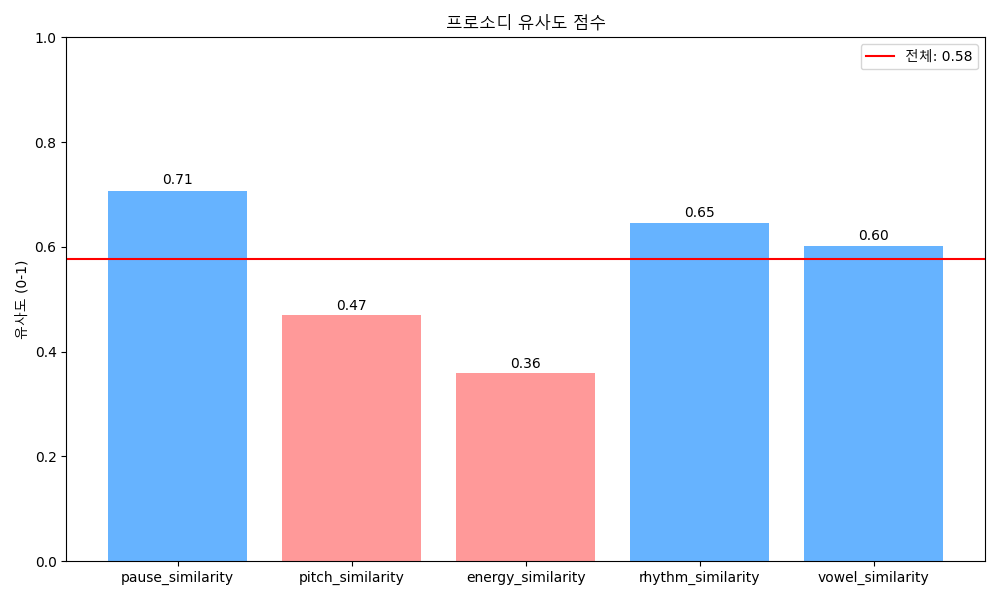 프로소디 유사도 점수
전체: 0.58
유사도 (0-1)
1.0
0.8
0.6
0.4
0.2
0.0
0.71
0.47
0.36
0.65
0.60
pause_similarity
pitch_similarity
energy_similarity
rhythm_similarity
vowel_similarity